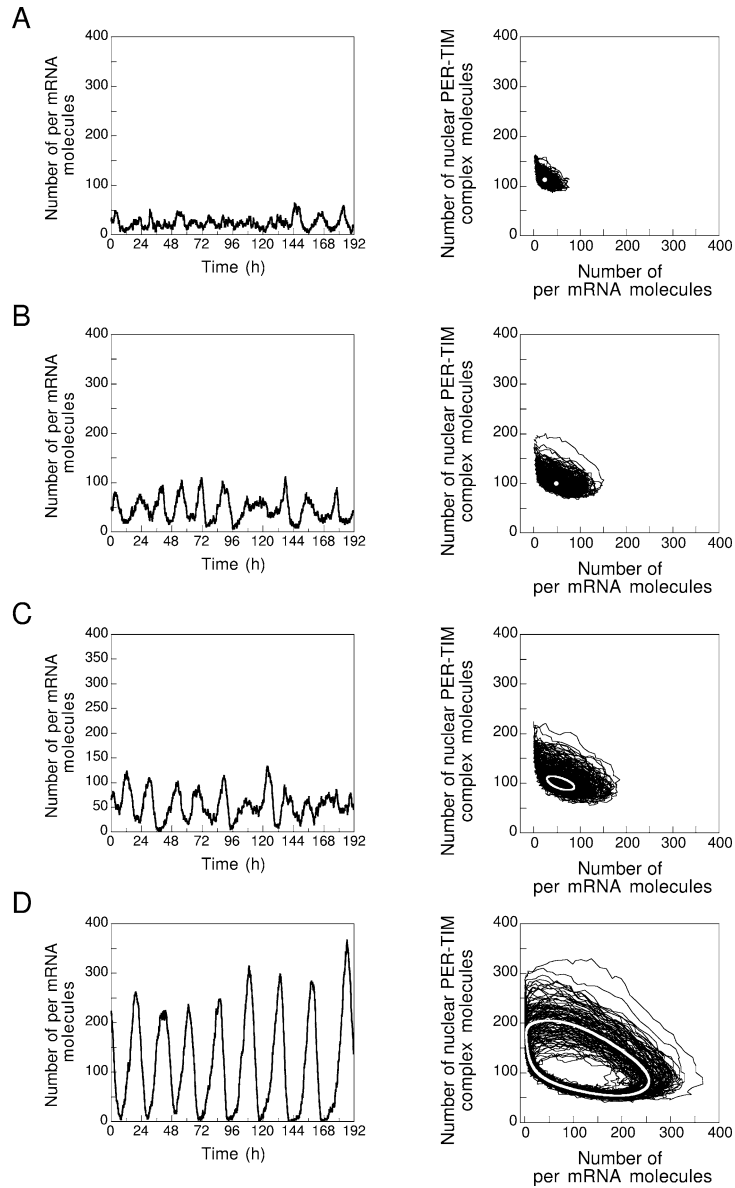 A
Number of per mRNA
molecules
400
300
200
100
0
0 24 48 72 96 120 144 168 192
Time (h)
Number of nuclear PER-TIM
complex molecules
400
300
200
100
0
0 100 200 300 400
Number of
per mRNA molecules
B
Number of per mRNA
molecules
400
300
200
100
0
0 24 48 72 96 120 144 168 192
Time (h)
Number of nuclear PER-TIM
complex molecules
400
300
200
100
0
0 100 200 300 400
Number of
per mRNA molecules
C
Number of per mRNA
molecules
400
350
300
250
200
150
100
50
0
0 24 48 72 96 120 144 168 192
Time (h)
Number of nuclear PER-TIM
complex molecules
400
300
200
100
0
0 100 200 300 400
Number of
per mRNA molecules
D
Number of per mRNA
molecules
400
300
200
100
0
0 24 48 72 96 120 144 168 192
Time (h)
Number of nuclear PER-TIM
complex molecules
400
300
200
100
0
0 100 200 300 400
Number of
per mRNA molecules